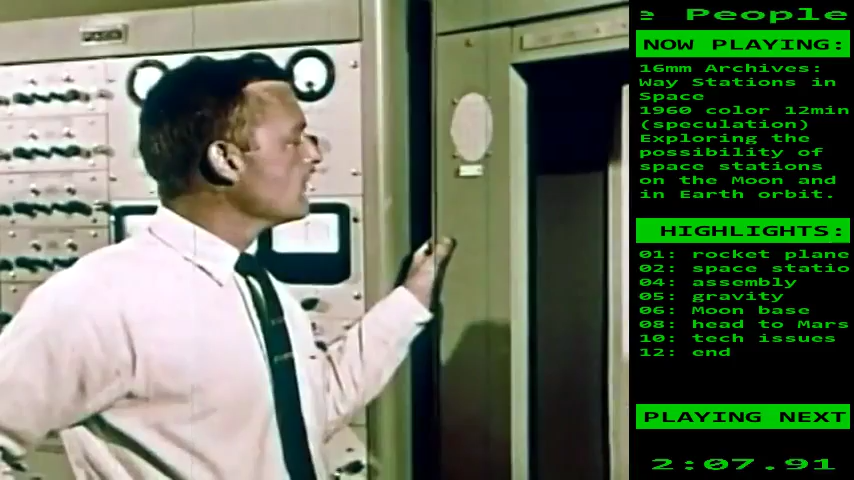 e People
NOW PLAYING:
16mm Archives:
Way Stations in
Space
1960 color 12min
(speculation)
Exploring the
possibility of
space stations
on the Moon and
in Earth orbit.
HIGHLIGHTS:
01: rocket plane
02: space statio
04: assembly
05: gravity
06: Moon base
08: head to Mars
10: tech issues
12: end
PLAYING NEXT
2:07.91